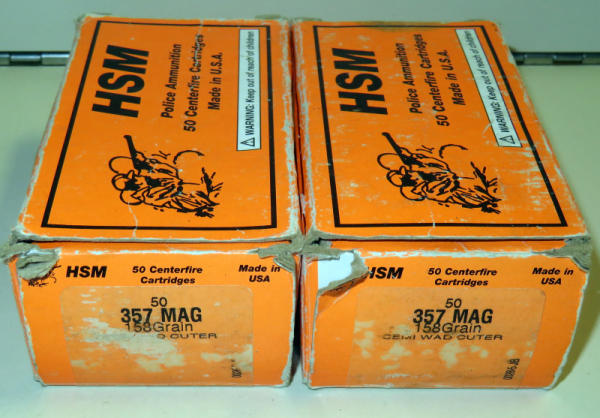 HSM
Police Ammunition
50 Centerfire Cartridges
Made in U.S.A.
⚠ WARNING: Keep out of reach of children
HSM
Police Ammunition
50 Centerfire Cartridges
Made in U.S.A.
⚠ WARNING: Keep out of reach of children
HSM
50 Centerfire
Cartridges
Made in
USA
50
357 MAG
158Grain
CUTER
HSM
50 Centerfire
Cartridges
Made in
USA
50
357 MAG
158Grain
SEMI WAD CUTER